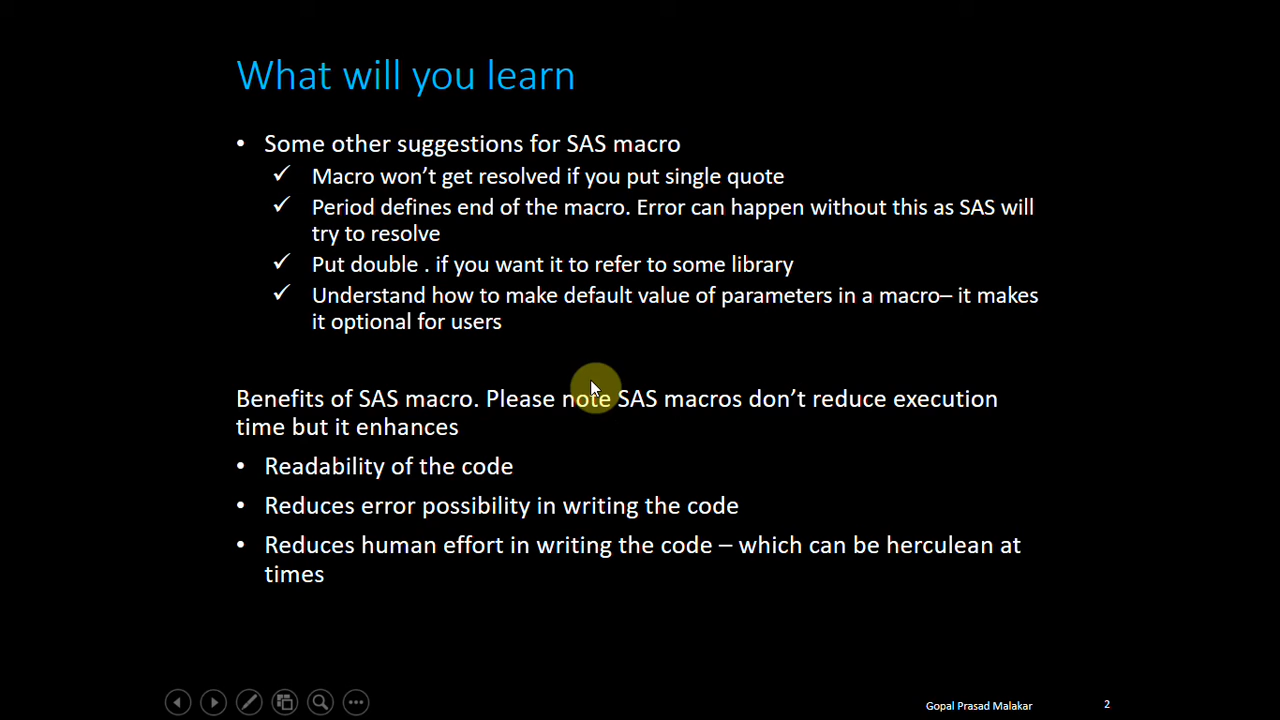 What will you learn
• Some other suggestions for SAS macro
✓ Macro won’t get resolved if you put single quote
✓ Period defines end of the macro. Error can happen without this as SAS will
try to resolve
✓ Put double . if you want it to refer to some library
✓ Understand how to make default value of parameters in a macro– it makes
it optional for users
Benefits of SAS macro. Please note SAS macros don’t reduce execution
time but it enhances
• Readability of the code
• Reduces error possibility in writing the code
• Reduces human effort in writing the code – which can be herculean at
times
Gopal Prasad Malakar
2